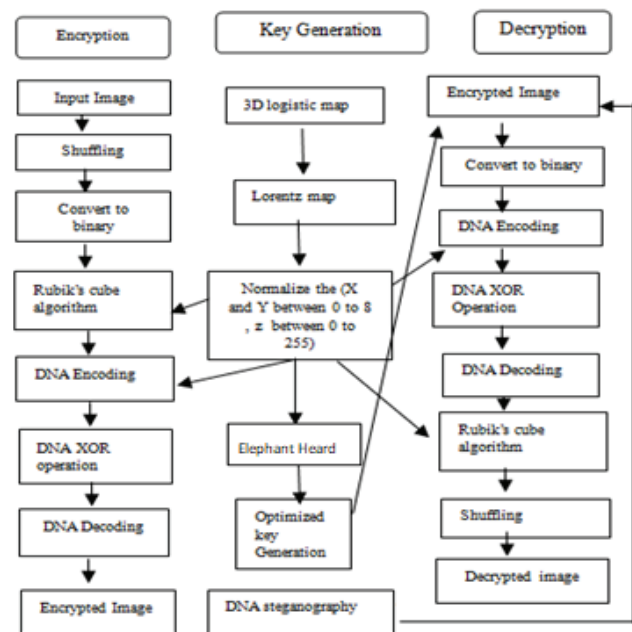 Encryption
Input Image
Shuffling
Convert to
binary
Rubik's cube
algorithm
DNA Encoding
DNA XOR
operation
DNA Decoding
Encrypted Image
Key Generation
3D logistic map
Lorentz map
Normalize the (X
and Y between 0 to 8
, z between 0 to
255)
Elephant Heard
Optimized
key
Generation
DNA steganography
Decryption
Encrypted Image
Convert to binary
DNA Encoding
DNA XOR
Operation
DNA Decoding
Rubik's cube
algorithm
Shuffling
Decrypted image